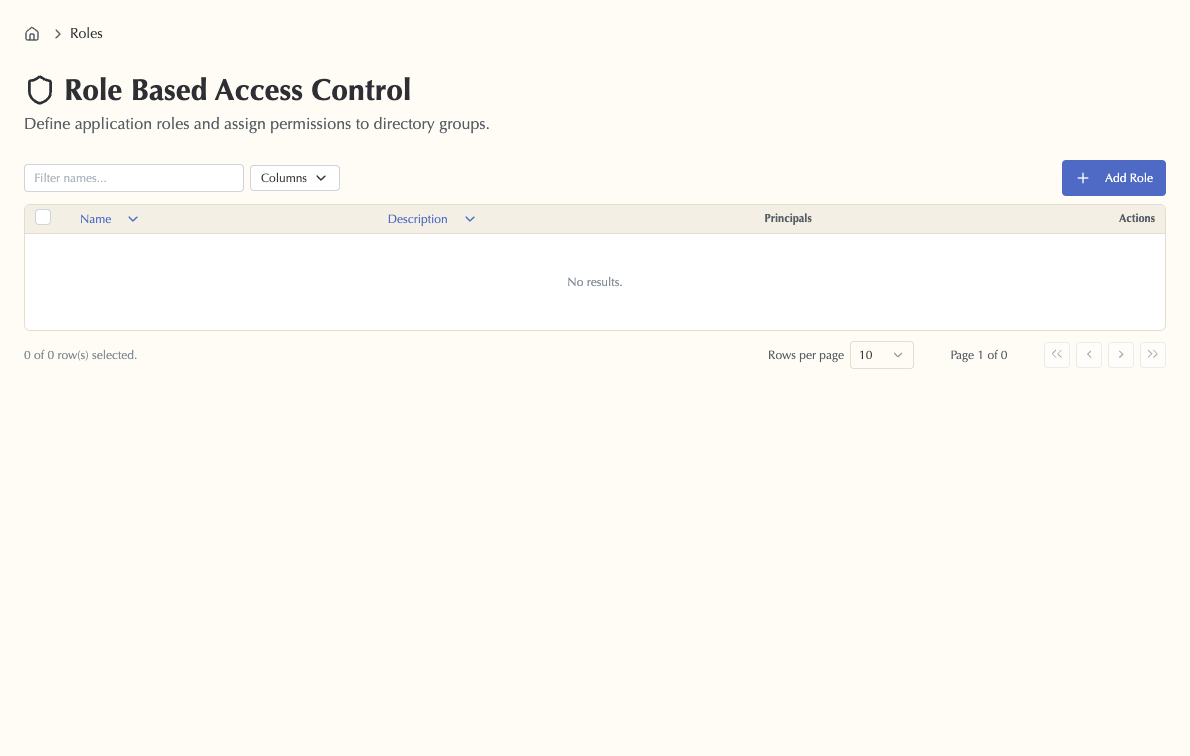 Roles
Role Based Access Control
Define application roles and assign permissions to directory groups.
Filter names...
Columns
Add Role
Name Description Principals Actions
No results.
0 of 0 row(s) selected.
Rows per page 10 Page 1 of 0